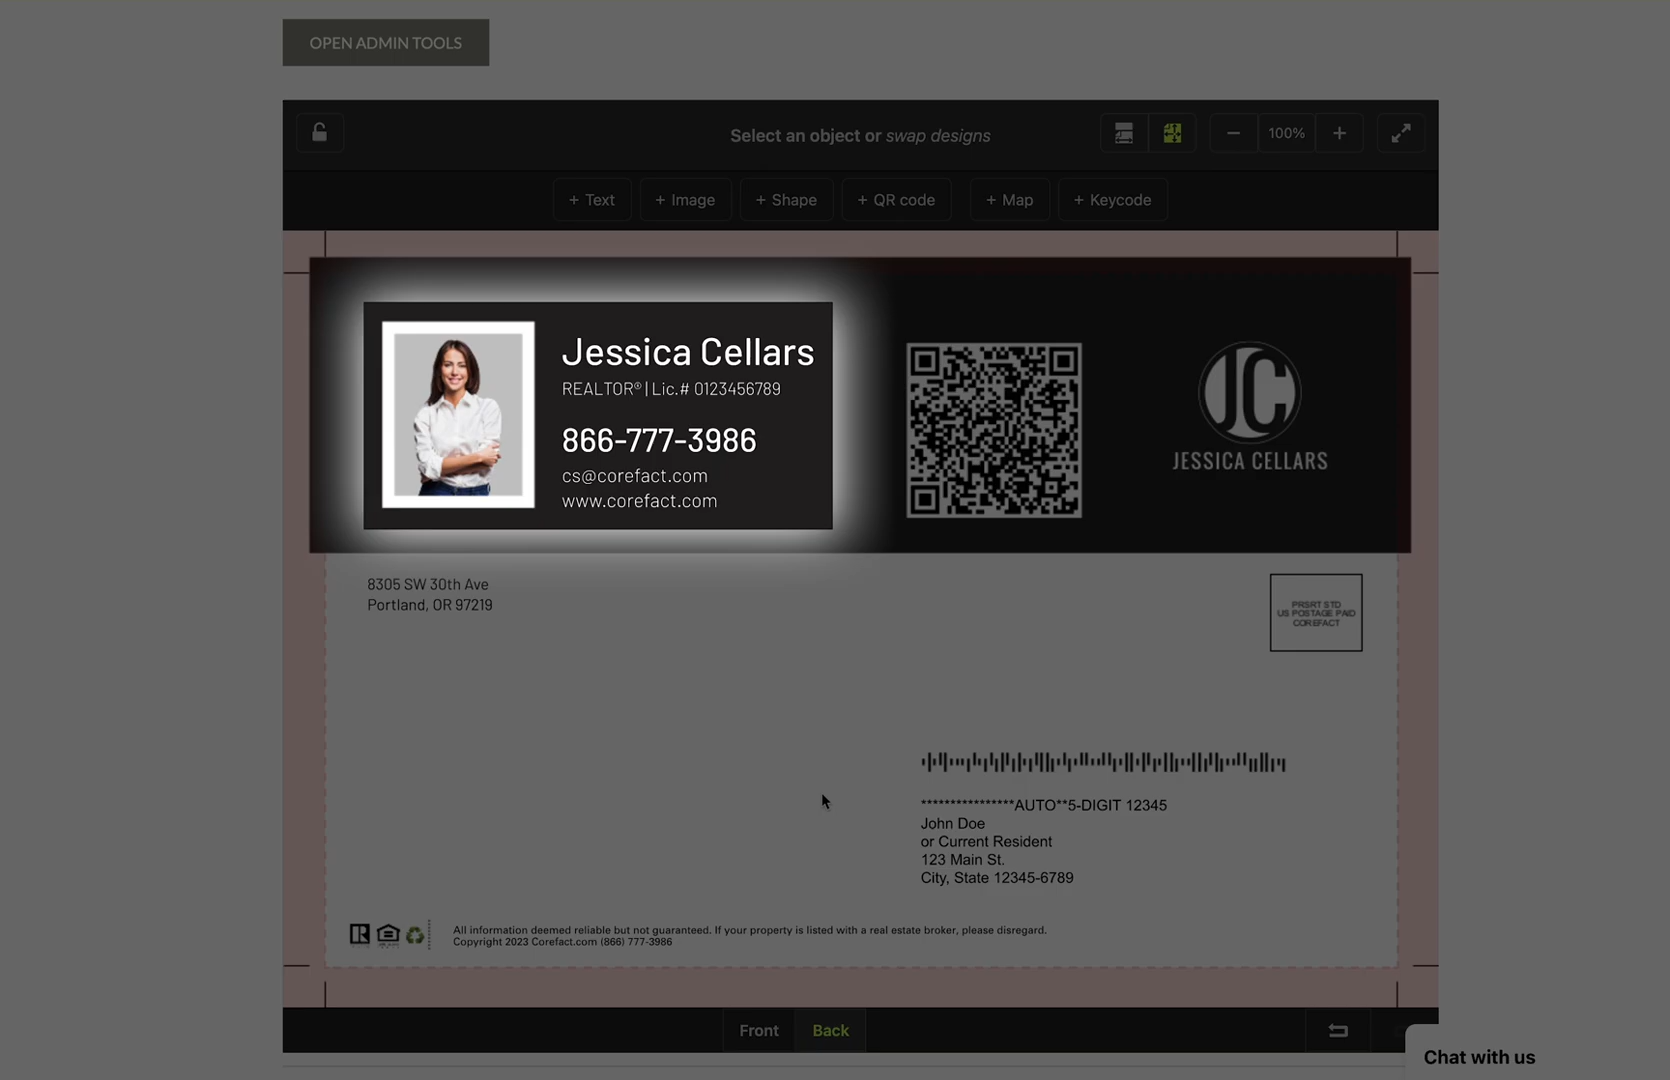 OPEN ADMIN TOOLS
Select an object or swap designs
100%
+ Text
+ Image
+ Shape
+ QR code
+ Map
+ Keycode
Jessica Cellars
REALTOR® | Lic.# 0123456789
866-777-3986
cs@corefact.com
www.corefact.com
JC
JESSICA CELLARS
8305 SW 30th Ave
Portland, OR 97219
PRSRT STD
US POSTAGE PAID
COREFACT
****************AUTO**5-DIGIT 12345
John Doe
or Current Resident
123 Main St.
City, State 12345-6789
All information deemed reliable but not guaranteed. If your property is listed with a real estate broker, please disregard.
Copyright 2023 Corefact.com (866) 777-3986
Front
Back
Chat with us